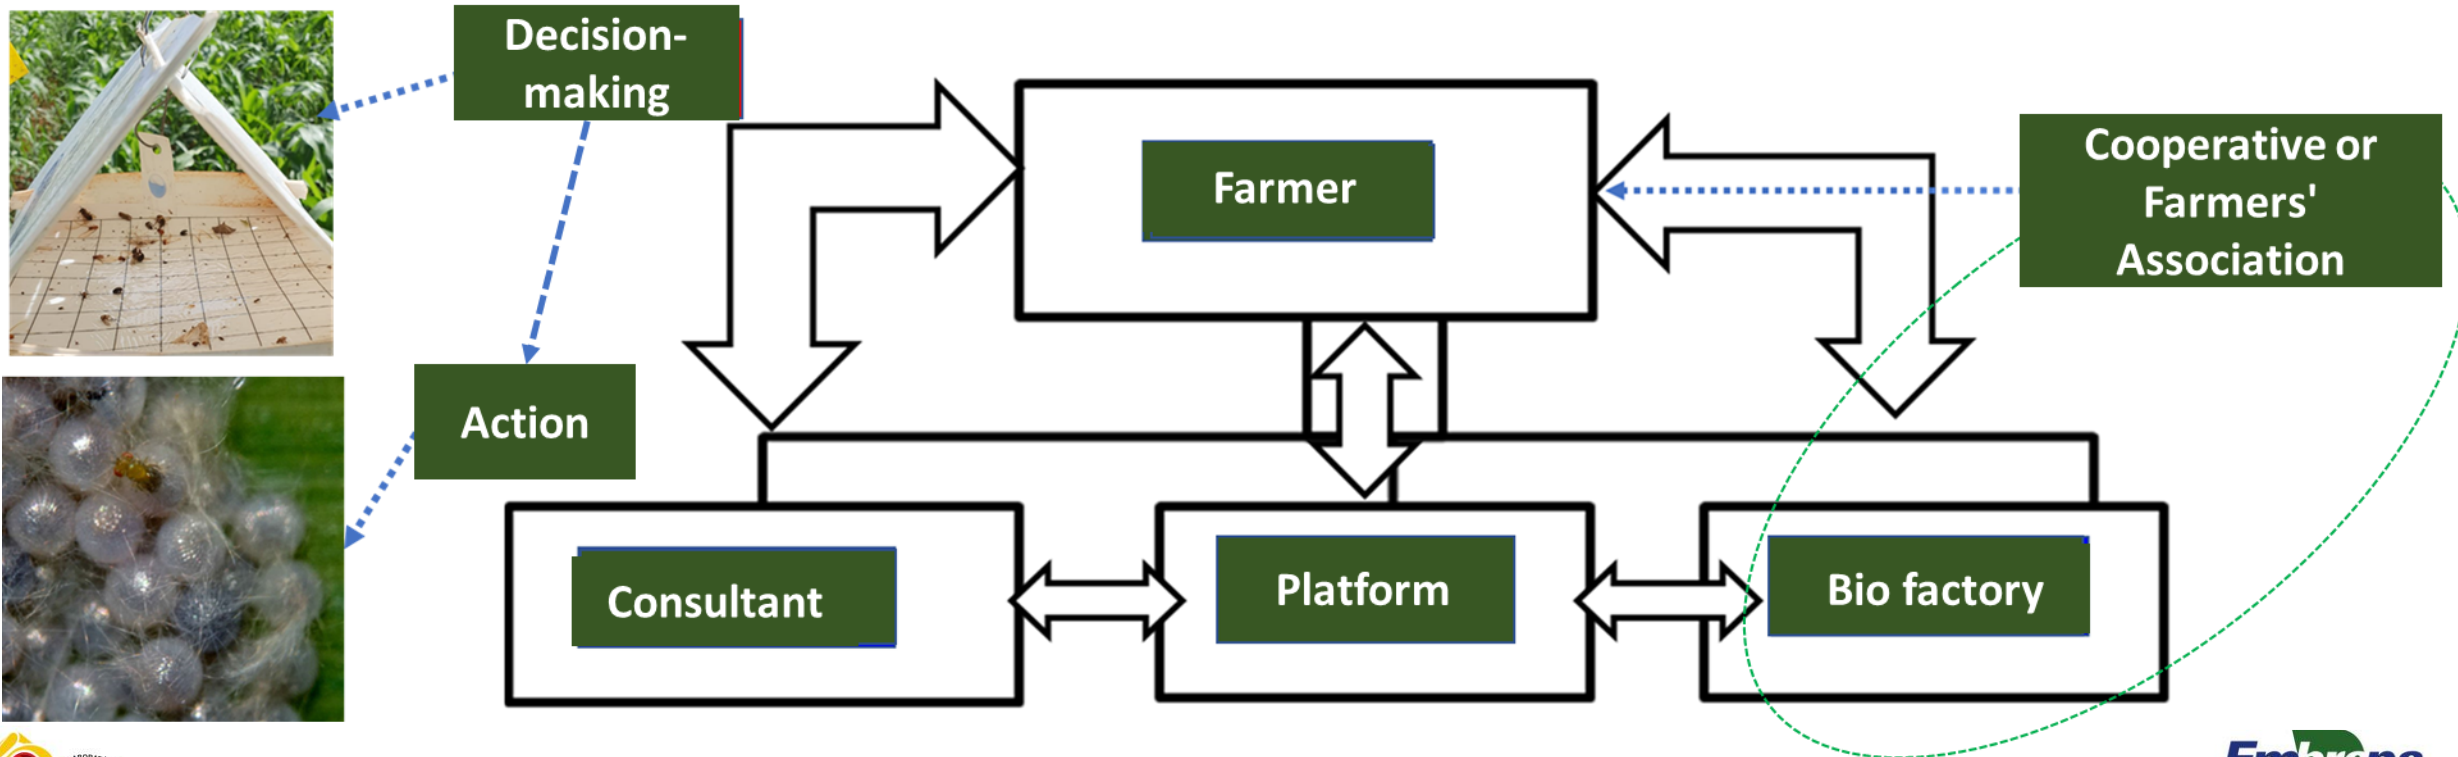 Decision-
making
Farmer
Cooperative or
Farmers'
Association
Action
Consultant
Platform
Bio factory